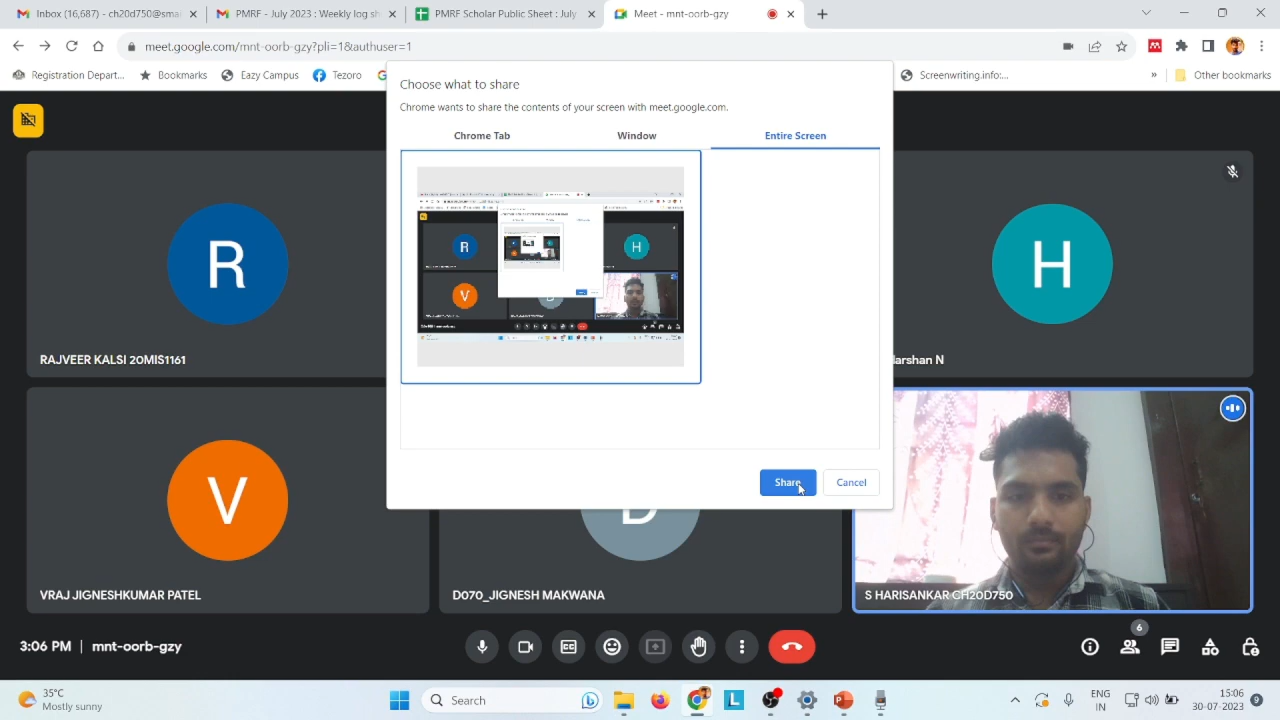 Inbox (16,687) - ch20d750@smai
PMRF - July 2023 : Weekly log sh
PMRF Scholar Public Sheet : July
Meet - mnt-oorb-gzy
meet.google.com/mnt-oorb-gzy?pli=1&authuser=1
Registration Depart...
Bookmarks
Eazy Campus
Tezoro
Screenwriting.info:...
»
Other bookmarks
Choose what to share
Chrome wants to share the contents of your screen with meet.google.com.
Chrome Tab
Window
Entire Screen
R
H
V
Share
Cancel
R
RAJVEER KALSI 20MIS1161
H
arshan N
V
VRAJ JIGNESHKUMAR PATEL
D
D070_JIGNESH MAKWANA
S HARISANKAR CH20D750
3:06 PM | mnt-oorb-gzy
CC
6
35°C
Mostly sunny
Search
L
P
ENG
IN
15:06
30-07-2023
9